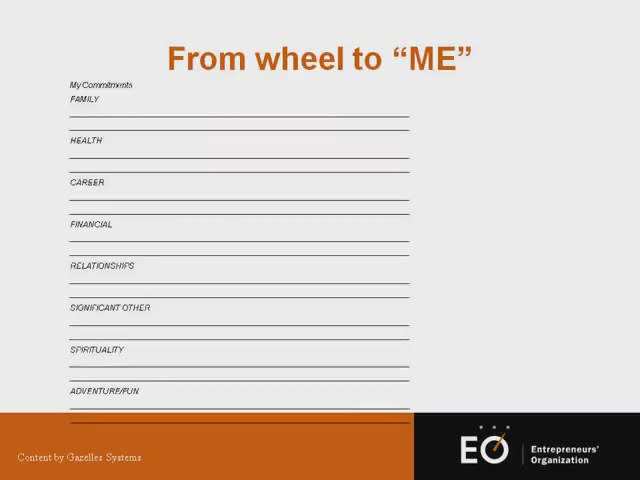 From wheel to “ME”
My Commitments
FAMILY
HEALTH
CAREER
FINANCIAL
RELATIONSHIPS
SIGNIFICANT OTHER
SPIRITUALITY
ADVENTURE/FUN
Content by Gazelles Systems
EO
Entrepreneurs’
Organization